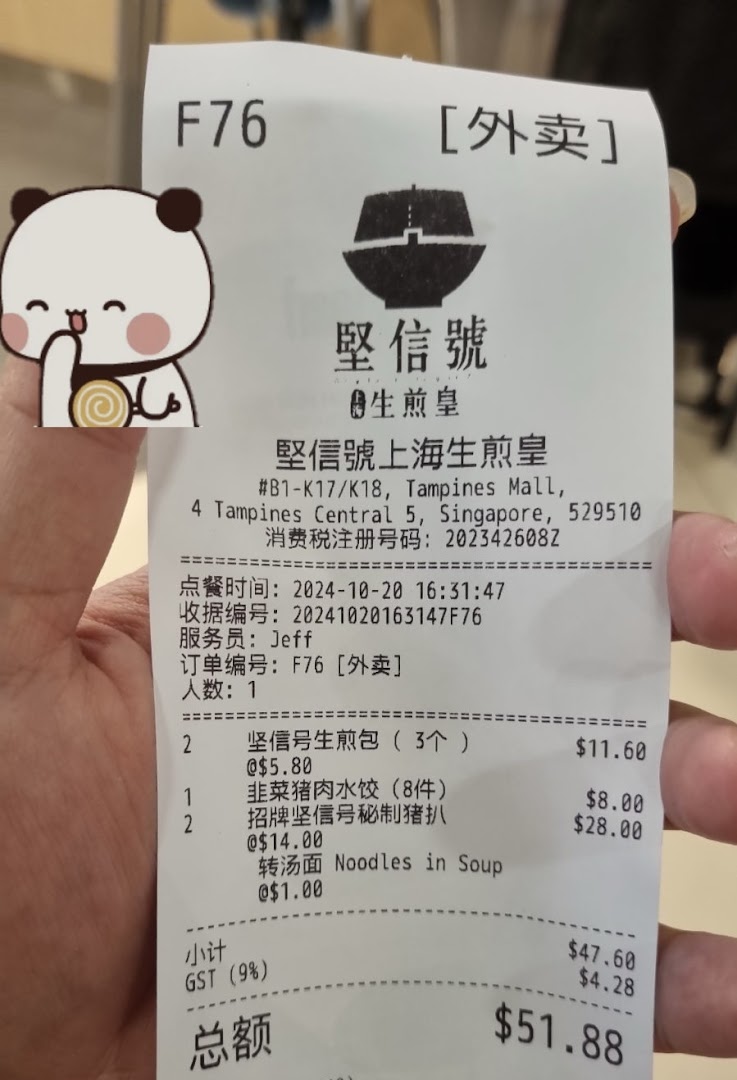 F76 [外卖]
堅信號
上海生煎皇
堅信號上海生煎皇
#B1-K17/K18, Tampines Mall,
4 Tampines Central 5, Singapore, 529510
消费税注册号码: 202342608Z
点餐时间: 2024-10-20 16:31:47
收据编号: 20241020163147F76
服务员: Jeff
订单编号: F76 [外卖]
人数: 1
2 坚信号生煎包 ( 3个 ) $11.60
@$5.80
1 韭菜猪肉水饺 (8件) $8.00
2 招牌坚信号秘制猪扒 $28.00
@$14.00
转汤面 Noodles in Soup
@$1.00
小计 $47.60
GST (9%) $4.28
总额 $51.88